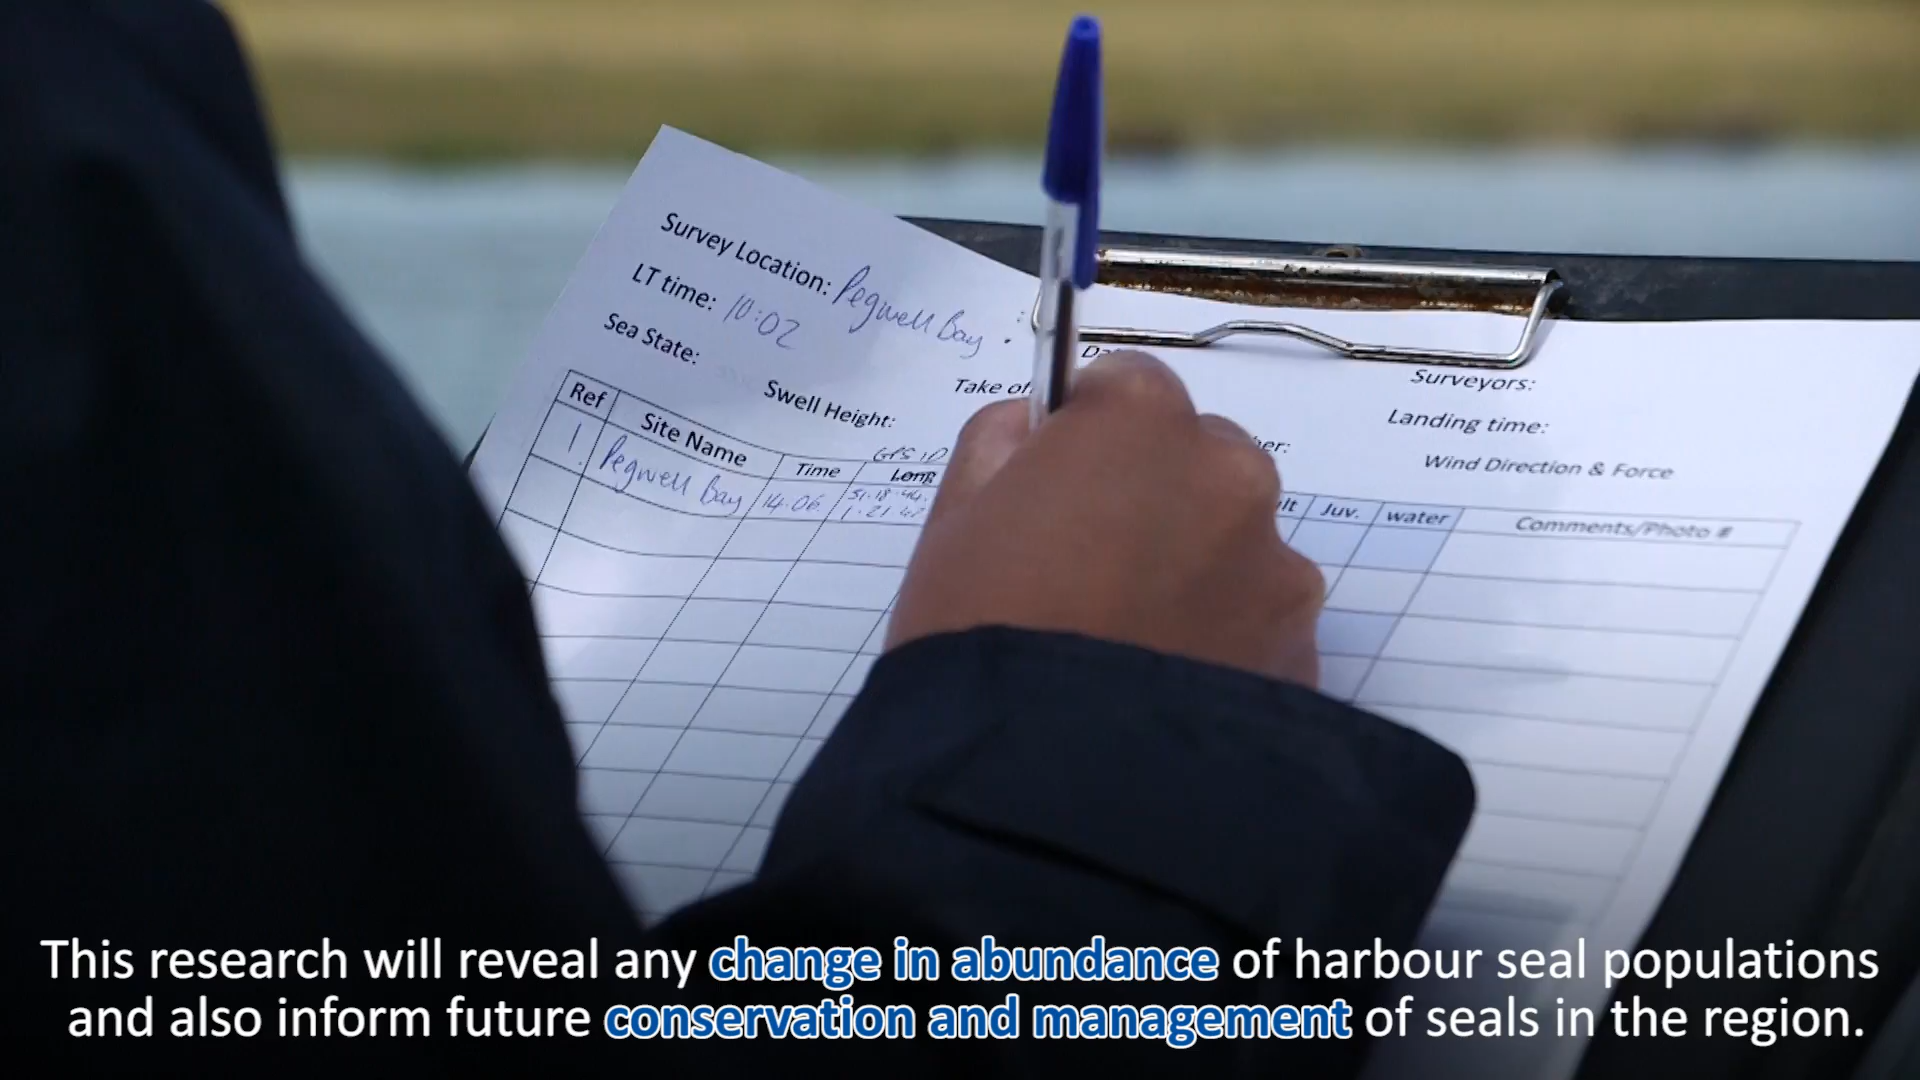 Survey Location: Pegwell Bay
LT time: 10:02
Sea State:
Swell Height:
Take of
Surveyors:
Landing time:
Wind Direction & Force
GPS ID
Ref Site Name Time Long Juv. water Comments/Photo #
1. Pegwell Bay 14.06
This research will reveal any change in abundance of harbour seal populations
and also inform future conservation and management of seals in the region.